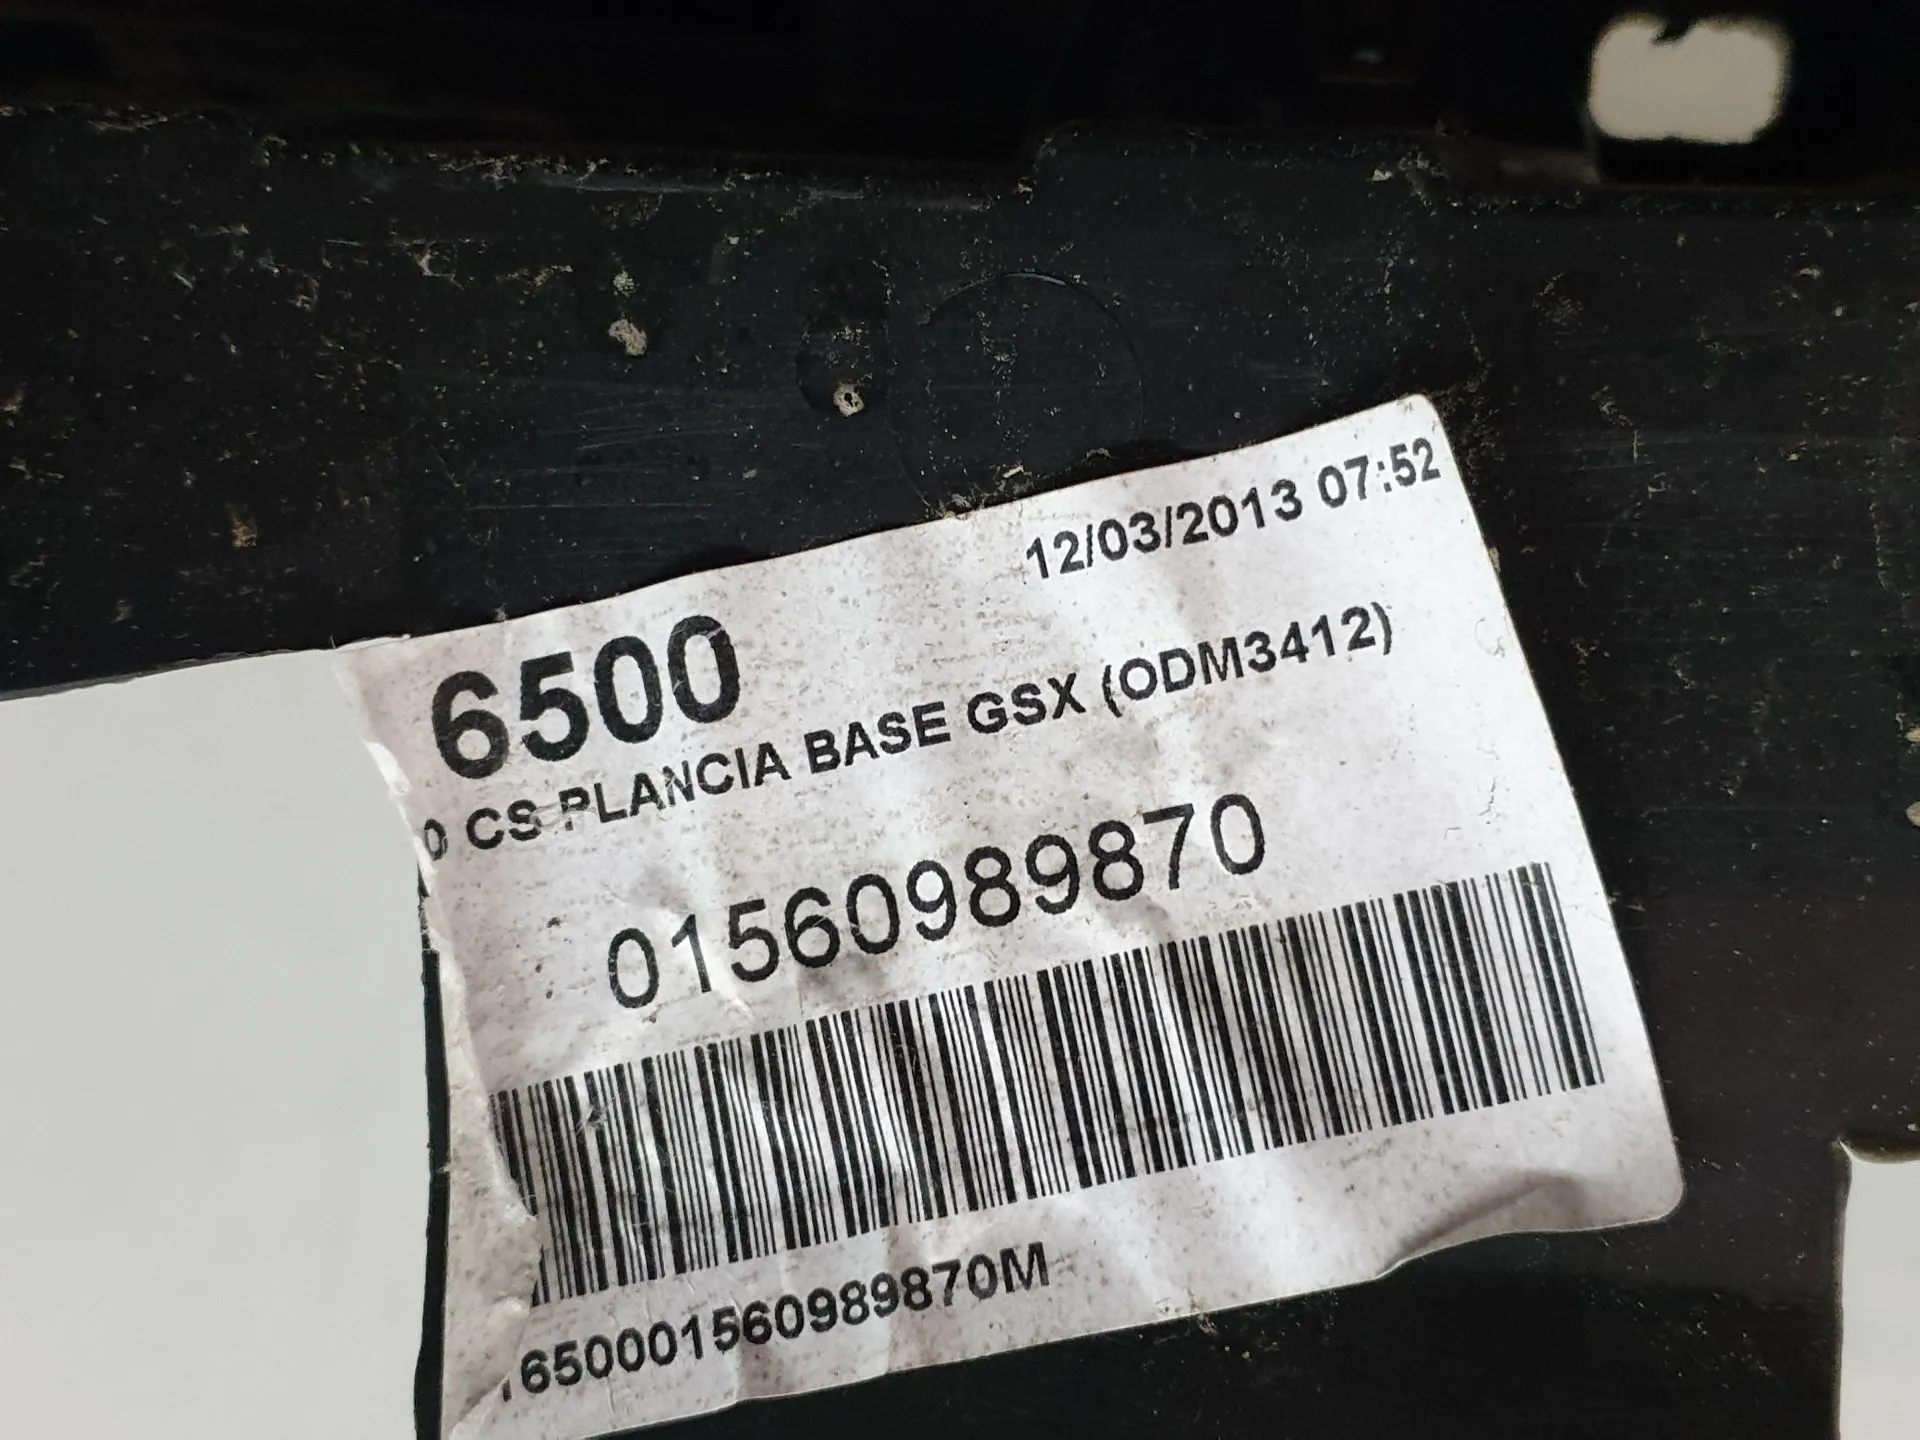 12/03/2013 07:52
6500
0 CS PLANCIA BASE GSX (ODM3412)
01560989870
650001560989870M